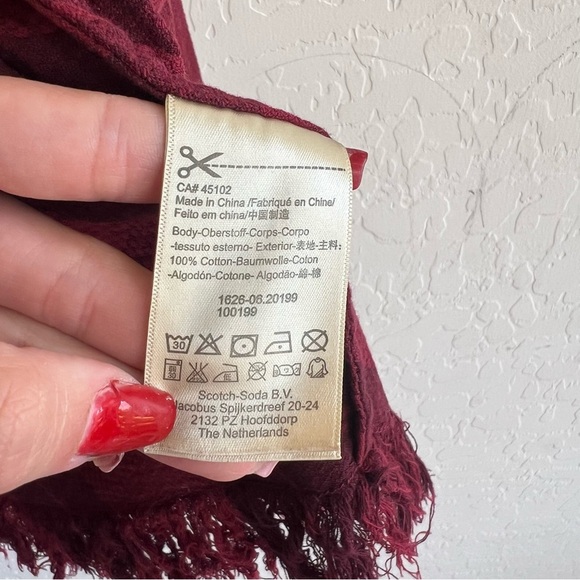 CA# 45102
Made in China /Fabriqué en Chine/
Feito em china/中国制造
Body-Oberstoff-Corps-Corpo
-tessuto esterno- Exterior-表地-主料:
100% Cotton-Baumwolle-Coton
-Algodón-Cotone- Algodão-綿-棉
1626-06.20199
100199
30
Scotch-Soda B.V.
Jacobus Spijkerdreef 20-24
2132 PZ Hoofddorp
The Netherlands